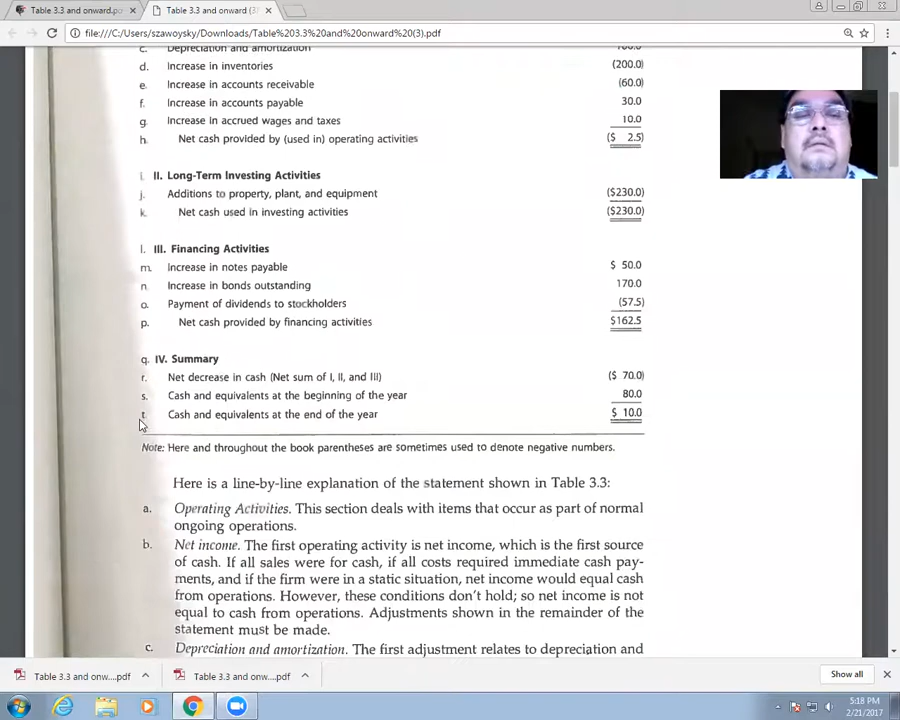 Table 3.3 and onward.po
Table 3.3 and onward (3).p
file:///C:/Users/szawoysky/Downloads/Table%203.3%20and%20onward%20(3).pdf
c. Depreciation and amortization 100.0
d. Increase in inventories (200.0)
e. Increase in accounts receivable (60.0)
f. Increase in accounts payable 30.0
g. Increase in accrued wages and taxes 10.0
h. Net cash provided by (used in) operating activities ($ 2.5)
i. II. Long-Term Investing Activities
j. Additions to property, plant, and equipment ($230.0)
k. Net cash used in investing activities ($230.0)
l. III. Financing Activities
m. Increase in notes payable $ 50.0
n. Increase in bonds outstanding 170.0
o. Payment of dividends to stockholders (57.5)
p. Net cash provided by financing activities $162.5
q. IV. Summary
r. Net decrease in cash (Net sum of I, II, and III) ($ 70.0)
s. Cash and equivalents at the beginning of the year 80.0
t. Cash and equivalents at the end of the year $ 10.0
Note: Here and throughout the book parentheses are sometimes used to denote negative numbers.
Here is a line-by-line explanation of the statement shown in Table 3.3:
a. Operating Activities. This section deals with items that occur as part of normal
ongoing operations.
b. Net income. The first operating activity is net income, which is the first source
of cash. If all sales were for cash, if all costs required immediate cash pay-
ments, and if the firm were in a static situation, net income would equal cash
from operations. However, these conditions don't hold; so net income is not
equal to cash from operations. Adjustments shown in the remainder of the
statement must be made.
c. Depreciation and amortization. The first adjustment relates to depreciation and
Table 3.3 and onw....pdf
Table 3.3 and onw....pdf
Show all
5:18 PM
2/21/2017